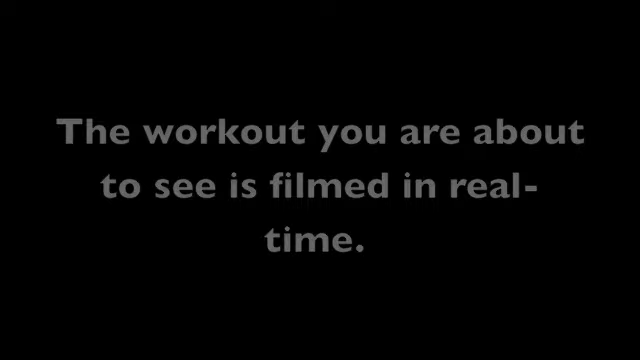 The workout you are about
to see is filmed in real-
time.